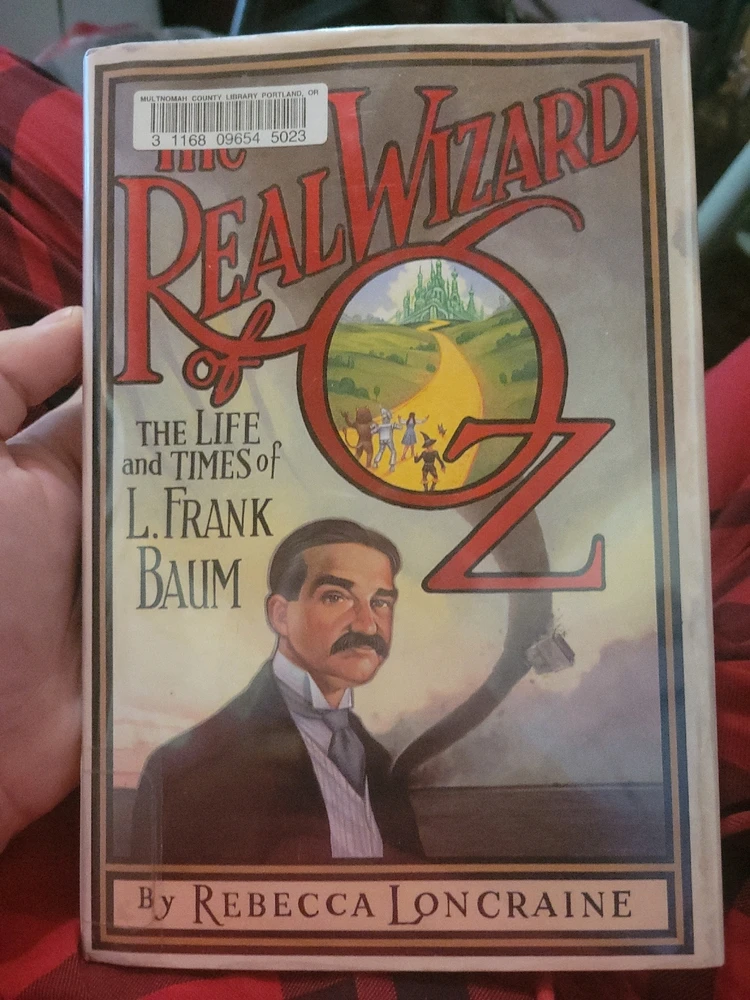 MULTNOMAH COUNTY LIBRARY PORTLAND, OR
3 1168 09654 5023
The
REAL WIZARD
of OZ
THE LIFE
and TIMES of
L. FRANK
BAUM
By REBECCA LONCRAINE